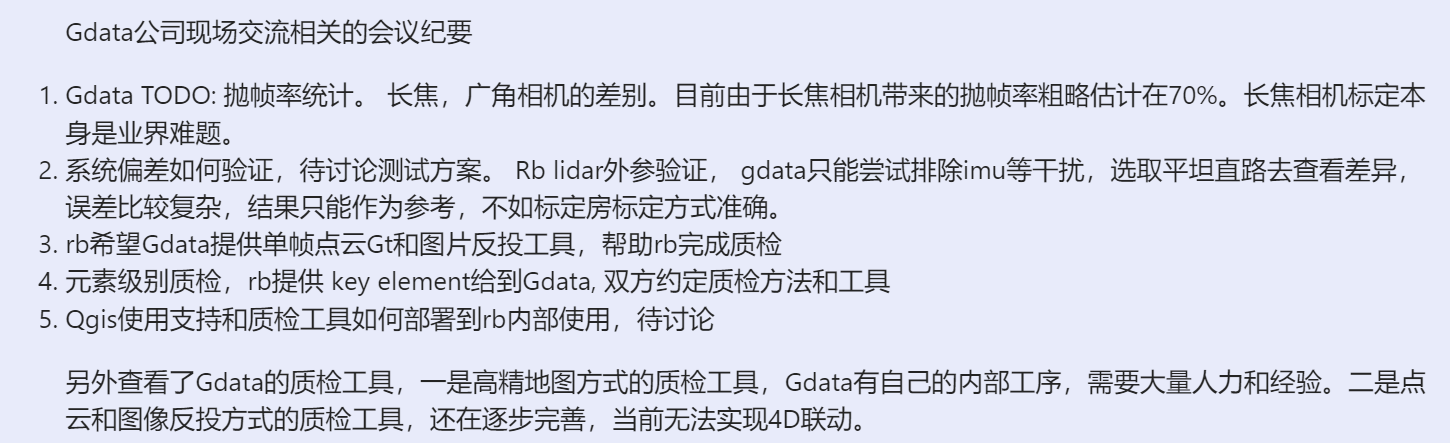 Gdata公司现场交流相关的会议纪要
1. Gdata TODO: 抛帧率统计。 长焦，广角相机的差别。目前由于长焦相机带来的抛帧率粗略估计在70%。长焦相机标定本
身是业界难题。
2. 系统偏差如何验证，待讨论测试方案。 Rb lidar外参验证， gdata只能尝试排除imu等干扰，选取平坦直路去查看差异，
误差比较复杂，结果只能作为参考，不如标定房标定方式准确。
3. rb希望Gdata提供单帧点云Gt和图片反投工具，帮助rb完成质检
4. 元素级别质检，rb提供 key element给到Gdata, 双方约定质检方法和工具
5. Qgis使用支持和质检工具如何部署到rb内部使用，待讨论
另外查看了Gdata的质检工具，一是高精地图方式的质检工具，Gdata有自己的内部工序，需要大量人力和经验。二是点
云和图像反投方式的质检工具，还在逐步完善，当前无法实现4D联动。